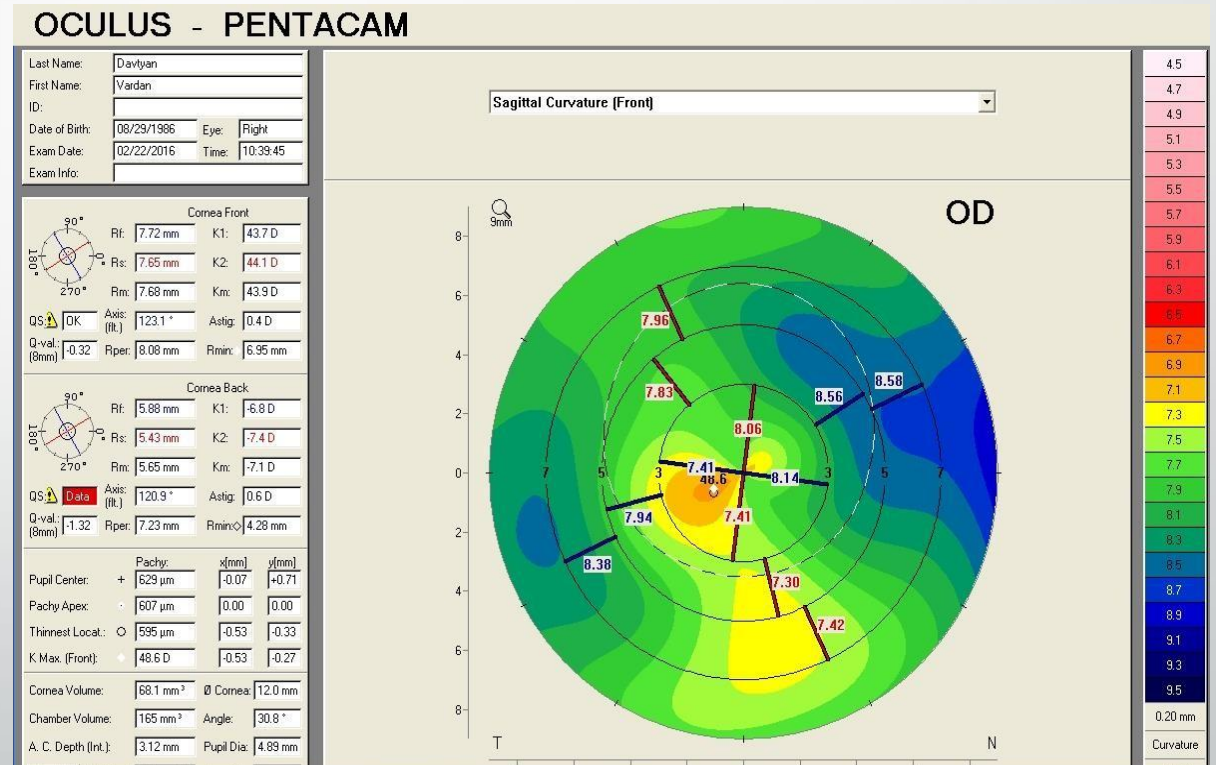 OCULUS - PENTACAM
Last Name: Davtyan
First Name: Vardan
ID:
Date of Birth: 08/29/1986 Eye: Right
Exam Date: 02/22/2016 Time: 10:39:45
Exam Info:
Cornea Front
90°
180°
0°
270°
Rf: 7.72 mm K1: 43.7 D
Rs: 7.65 mm K2: 44.1 D
Rm: 7.68 mm Km: 43.9 D
QS: OK Axis: (flt.) 123.1 ° Astig: 0.4 D
Q-val.: (8mm) -0.32 Rper: 8.08 mm Rmin: 6.95 mm
Cornea Back
90°
180°
0°
270°
Rf: 5.88 mm K1: -6.8 D
Rs: 5.43 mm K2: -7.4 D
Rm: 5.65 mm Km: -7.1 D
QS: Data Axis: (flt.) 120.9 ° Astig: 0.6 D
Q-val.: (8mm) -1.32 Rper: 7.23 mm Rmin: 4.28 mm
Pachy: x[mm] y[mm]
Pupil Center: + 629 µm -0.07 +0.71
Pachy Apex: 607 µm 0.00 0.00
Thinnest Locat.: O 595 µm -0.53 -0.33
K Max. (Front): 48.6 D -0.53 -0.27
Cornea Volume: 68.1 mm³ Ø Cornea: 12.0 mm
Chamber Volume: 165 mm³ Angle: 30.8 °
A. C. Depth (Int.): 3.12 mm Pupil Dia: 4.89 mm
Sagittal Curvature (Front)
9mm
OD
8
6
4
2
0
2
4
6
8
7.96
7.83
8.06
8.56
8.58
7 5 3 3 5 7
7.41
48.6
8.14
7.94
7.41
8.38
7.30
7.42
T N
4.5
4.7
4.9
5.1
5.3
5.5
5.7
5.9
6.1
6.3
6.5
6.7
6.9
7.1
7.3
7.5
7.7
7.9
8.3
8.5
8.7
8.9
9.1
9.3
9.5
0.20 mm
Curvature